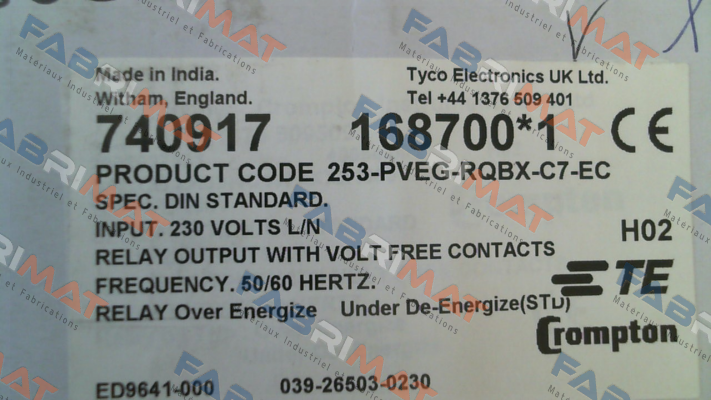 Made in India.
Tyco Electronics UK Ltd.
Witham, England.
Tel +44 1376 509 401
740917 168700*1 CE
PRODUCT CODE 253-PVEG-RQBX-C7-EC
SPEC. DIN STANDARD.
INPUT. 230 VOLTS L/N
H02
RELAY OUTPUT WITH VOLT FREE CONTACTS
FREQUENCY. 50/60 HERTZ.
TE
RELAY Over Energize Under De-Energize(STD)
Crompton
ED9641-000 039-26503-0230
FABRIMAT
Matériaux Industriel et Fabrications